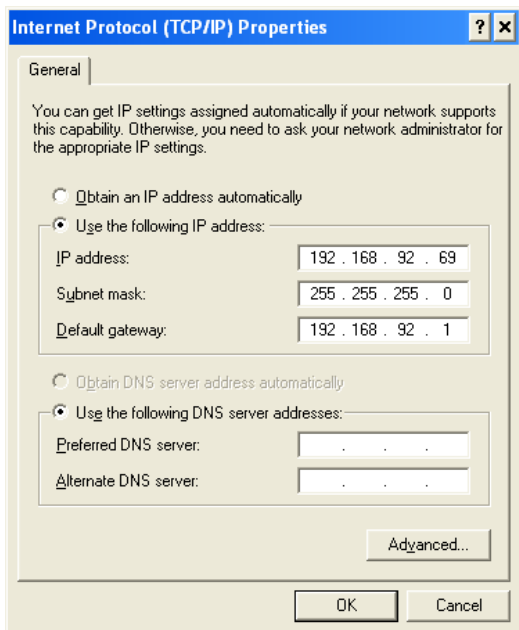 Internet Protocol (TCP/IP) Properties
General
You can get IP settings assigned automatically if your network supports
this capability. Otherwise, you need to ask your network administrator for
the appropriate IP settings.
Obtain an IP address automatically
Use the following IP address:
IP address: 192 . 168 . 92 . 69
Subnet mask: 255 . 255 . 255 . 0
Default gateway: 192 . 168 . 92 . 1
Obtain DNS server address automatically
Use the following DNS server addresses:
Preferred DNS server: . . .
Alternate DNS server: . . .
Advanced...
OK Cancel